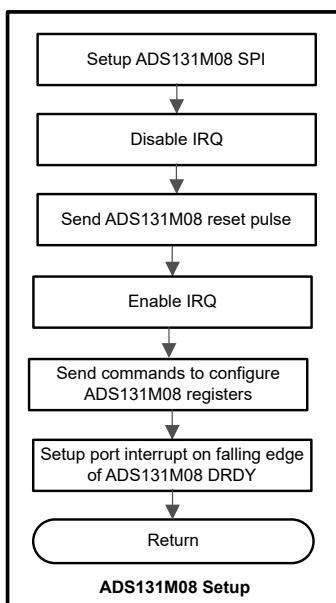 Setup ADS131M08 SPI
Disable IRQ
Send ADS131M08 reset pulse
Enable IRQ
Send commands to configure
ADS131M08 registers
Setup port interrupt on falling edge
of ADS131M08 DRDY
Return
ADS131M08 Setup